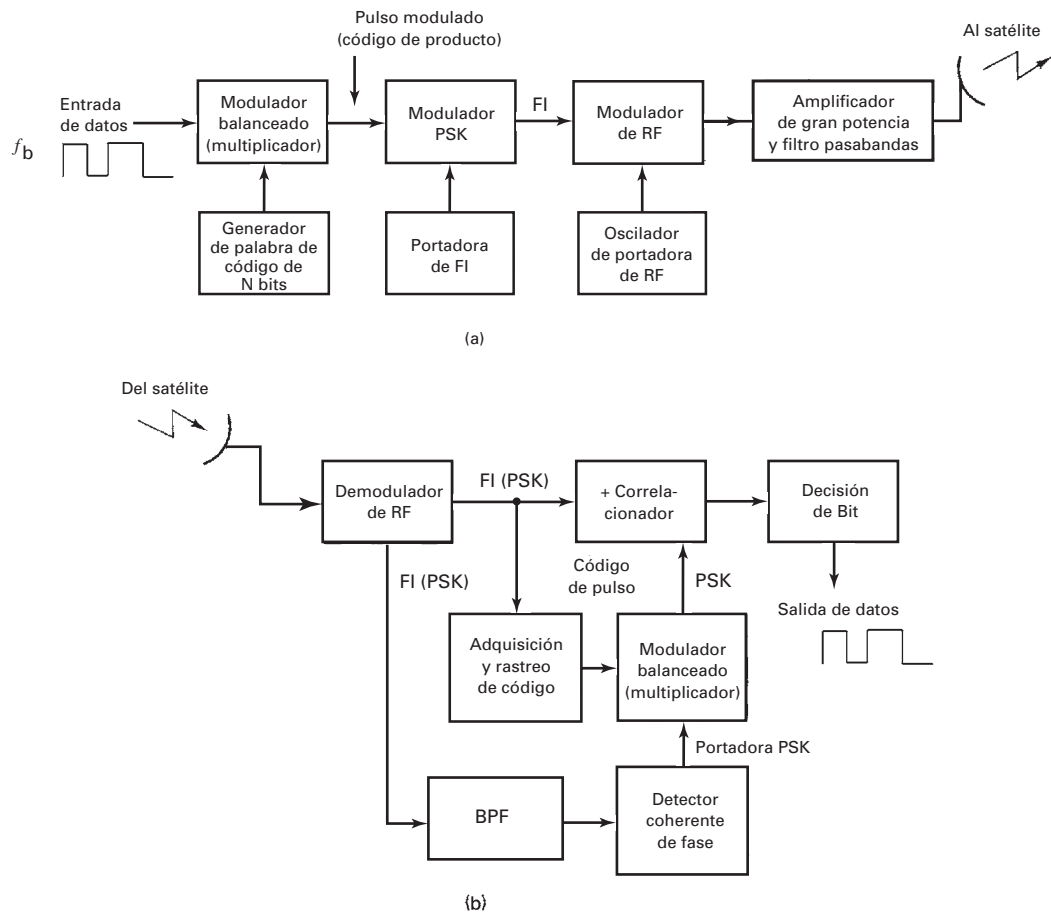 Pulso modulado
(código de producto)
Al satélite
Entrada
de datos
fb
Modulador
balanceado
(multiplicador)
Modulador
PSK
FI
Modulador
de RF
Amplificador
de gran potencia
y filtro pasabandas
Generador
de palabra de
código de
N bits
Portadora
de FI
Oscilador
de portadora
de RF
(a)
Del satélite
Demodulador
de RF
FI (PSK)
+ Correla-
cionador
Decisión
de Bit
FI (PSK)
Código
de pulso
PSK
Salida de datos
Adquisición
y rastreo
de código
Modulador
balanceado
(multiplicador)
Portadora PSK
BPF
Detector
coherente
de fase
(b)